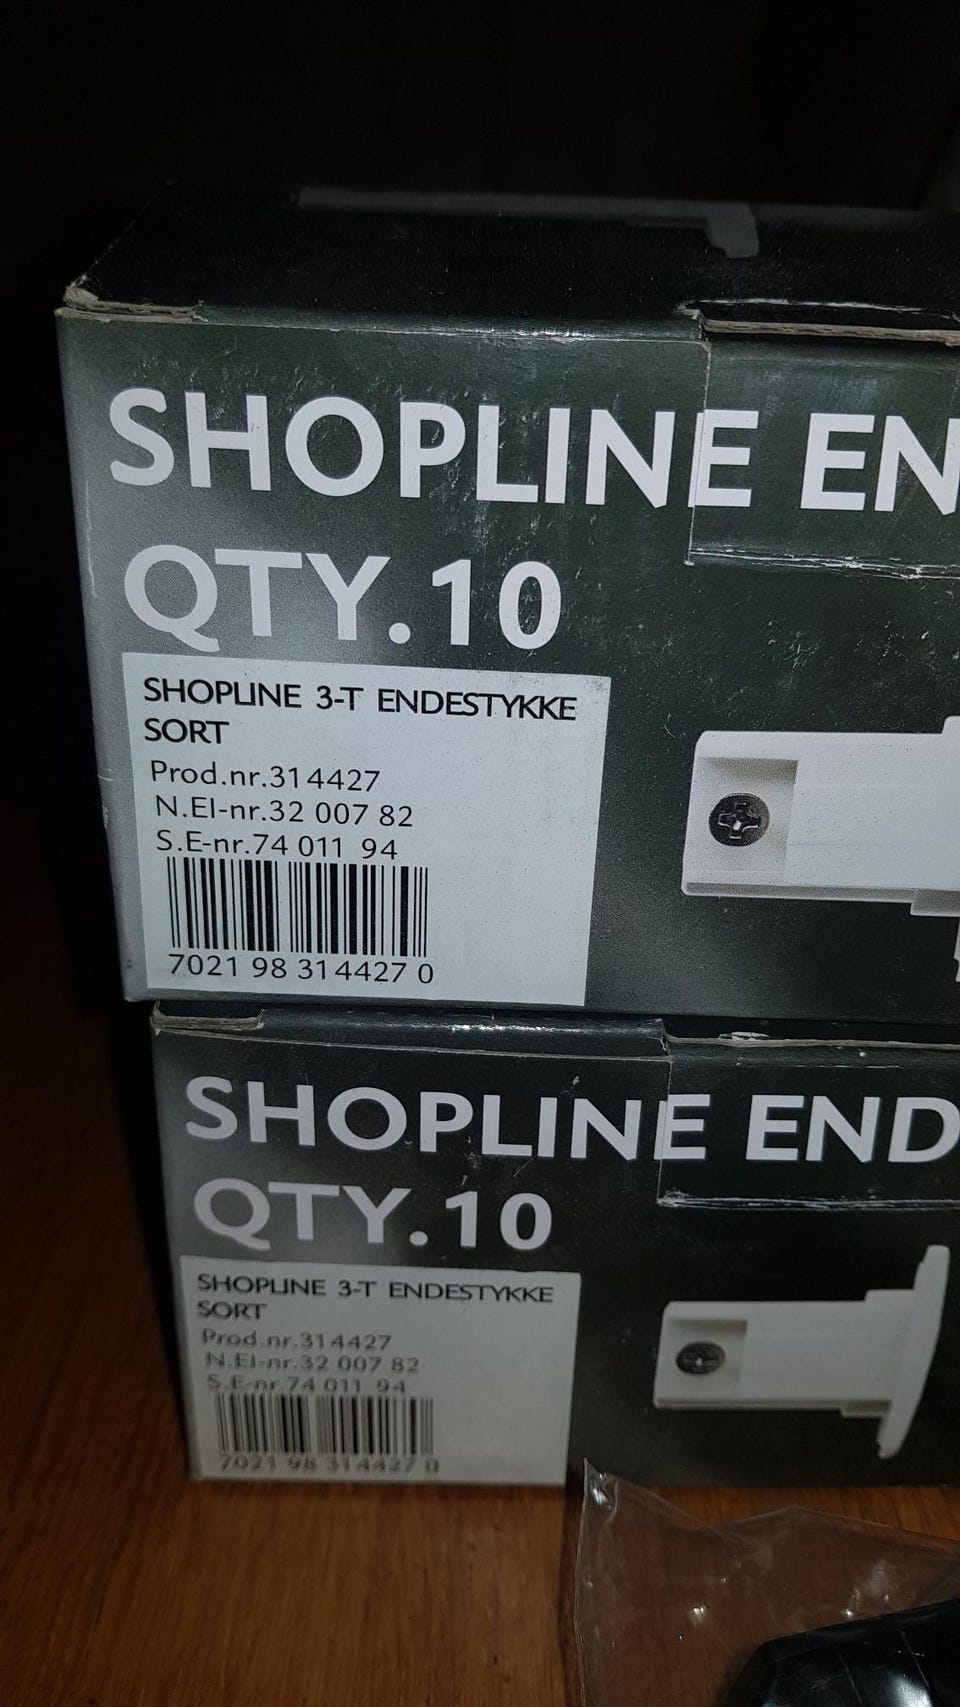 SHOPLINE EN
QTY.10
SHOPLINE 3-T ENDESTYKKE
SORT
Prod.nr.314427
N.El-nr.32 007 82
S.E-nr.74 011 94
7021 98 314427 0
SHOPLINE END
QTY.10
SHOPLINE 3-T ENDESTYKKE
SORT
Prod.nr.314427
N.El-nr.32 007 82
S.E-nr.74 011 94
7021 98 314427 0